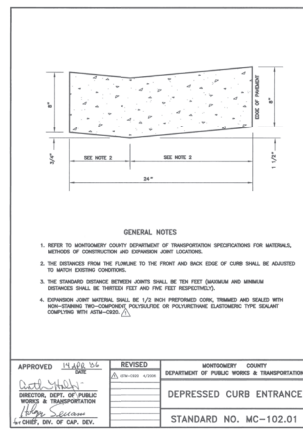 8"
EDGE OF PAVEMENT
8"
3/4"
SEE NOTE 2
SEE NOTE 2
1 1/2"
24"
GENERAL NOTES
1. REFER TO MONTGOMERY COUNTY DEPARTMENT OF TRANSPORTATION SPECIFICATIONS FOR MATERIALS,
METHODS OF CONSTRUCTION AND EXPANSION JOINT LOCATIONS.
2. THE DISTANCES FROM THE FLOWLINE TO THE FRONT AND BACK EDGE OF CURB SHALL BE ADJUSTED
TO MATCH EXISTING CONDITIONS.
3. THE STANDARD DISTANCE BETWEEN JOINTS SHALL BE TEN FEET (MAXIMUM AND MINIMUM
DISTANCES SHALL BE THIRTEEN FEET AND FIVE FEET RESPECTIVELY).
4. EXPANSION JOINT MATERIAL SHALL BE 1/2 INCH PREFORMED CORK, TRIMMED AND SEALED WITH
NON-STAINING TWO-COMPONENT POLYSULFIDE OR POLYURETHANE ELASTOMERIC TYPE SEALANT
COMPLYING WITH ASTM-C920.
APPROVED
DATE
DIRECTOR, DEPT. OF PUBLIC
WORKS & TRANSPORTATION
for CHIEF, DIV. OF CAP. DEV.
REVISED
ASTM-C920
MONTGOMERY COUNTY
DEPARTMENT OF PUBLIC WORKS & TRANSPORTATION
DEPRESSED CURB ENTRANCE
STANDARD NO. MC-102.01